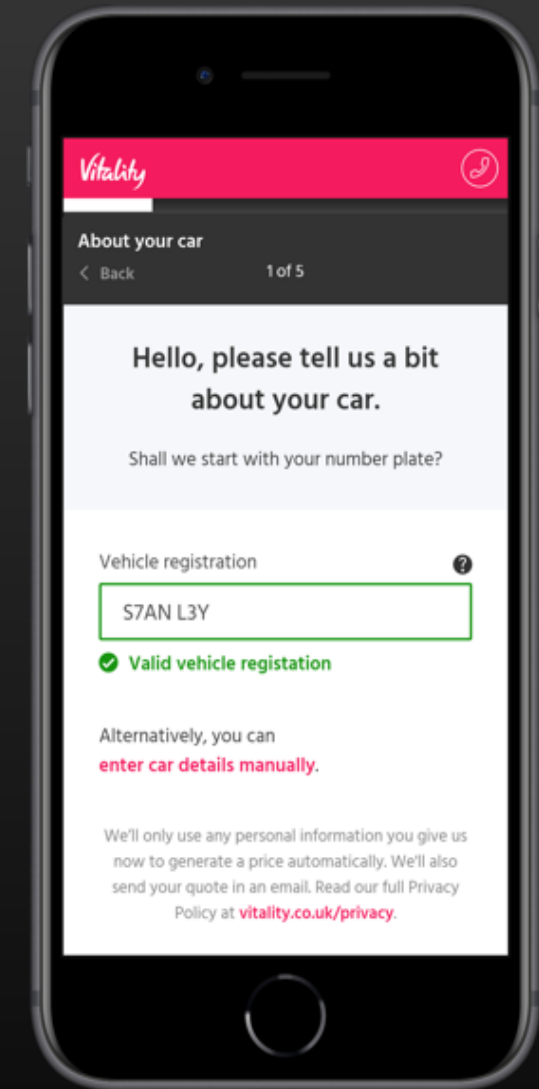 Vitality
About your car
< Back
1 of 5
Hello, please tell us a bit
about your car.
Shall we start with your number plate?
Vehicle registration
?
S7AN L3Y
Valid vehicle registation
Alternatively, you can
enter car details manually.
We'll only use any personal information you give us
now to generate a price automatically. We'll also
send your quote in an email. Read our full Privacy
Policy at vitality.co.uk/privacy.